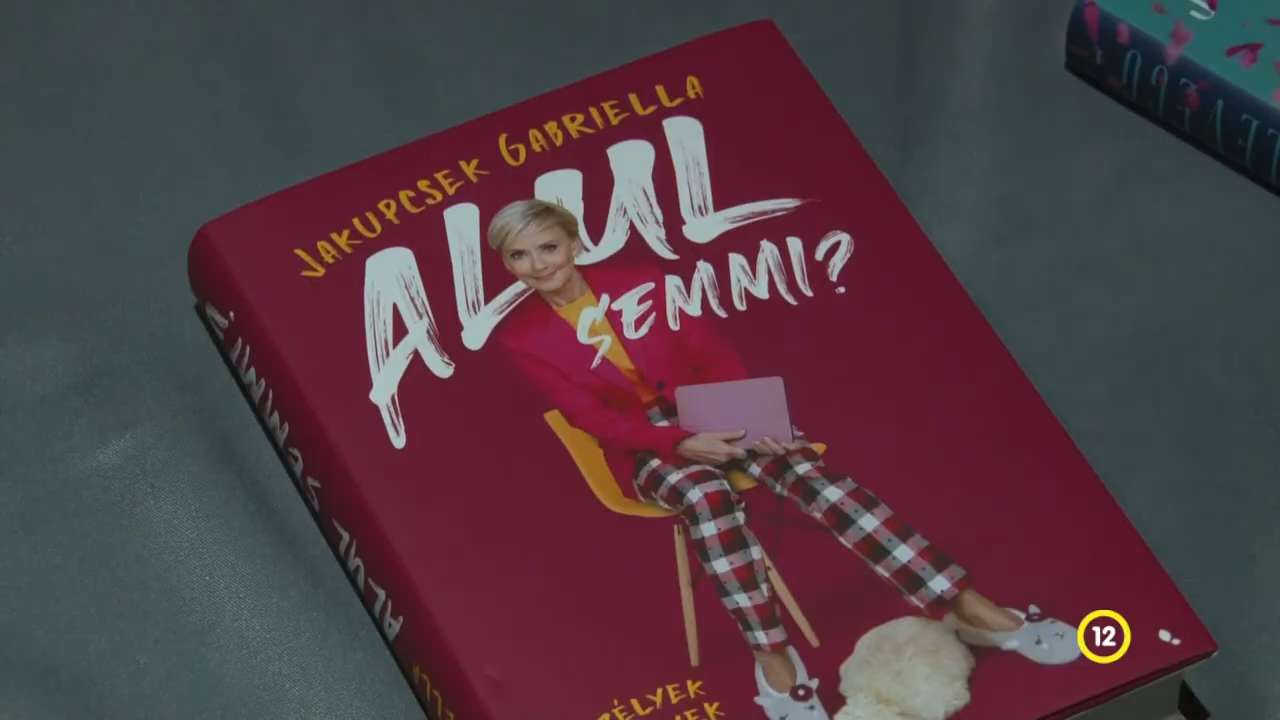 JAKUPCSEK GABRIELLA
ALUL
SEMMI?
ALUL SEMMI?
12